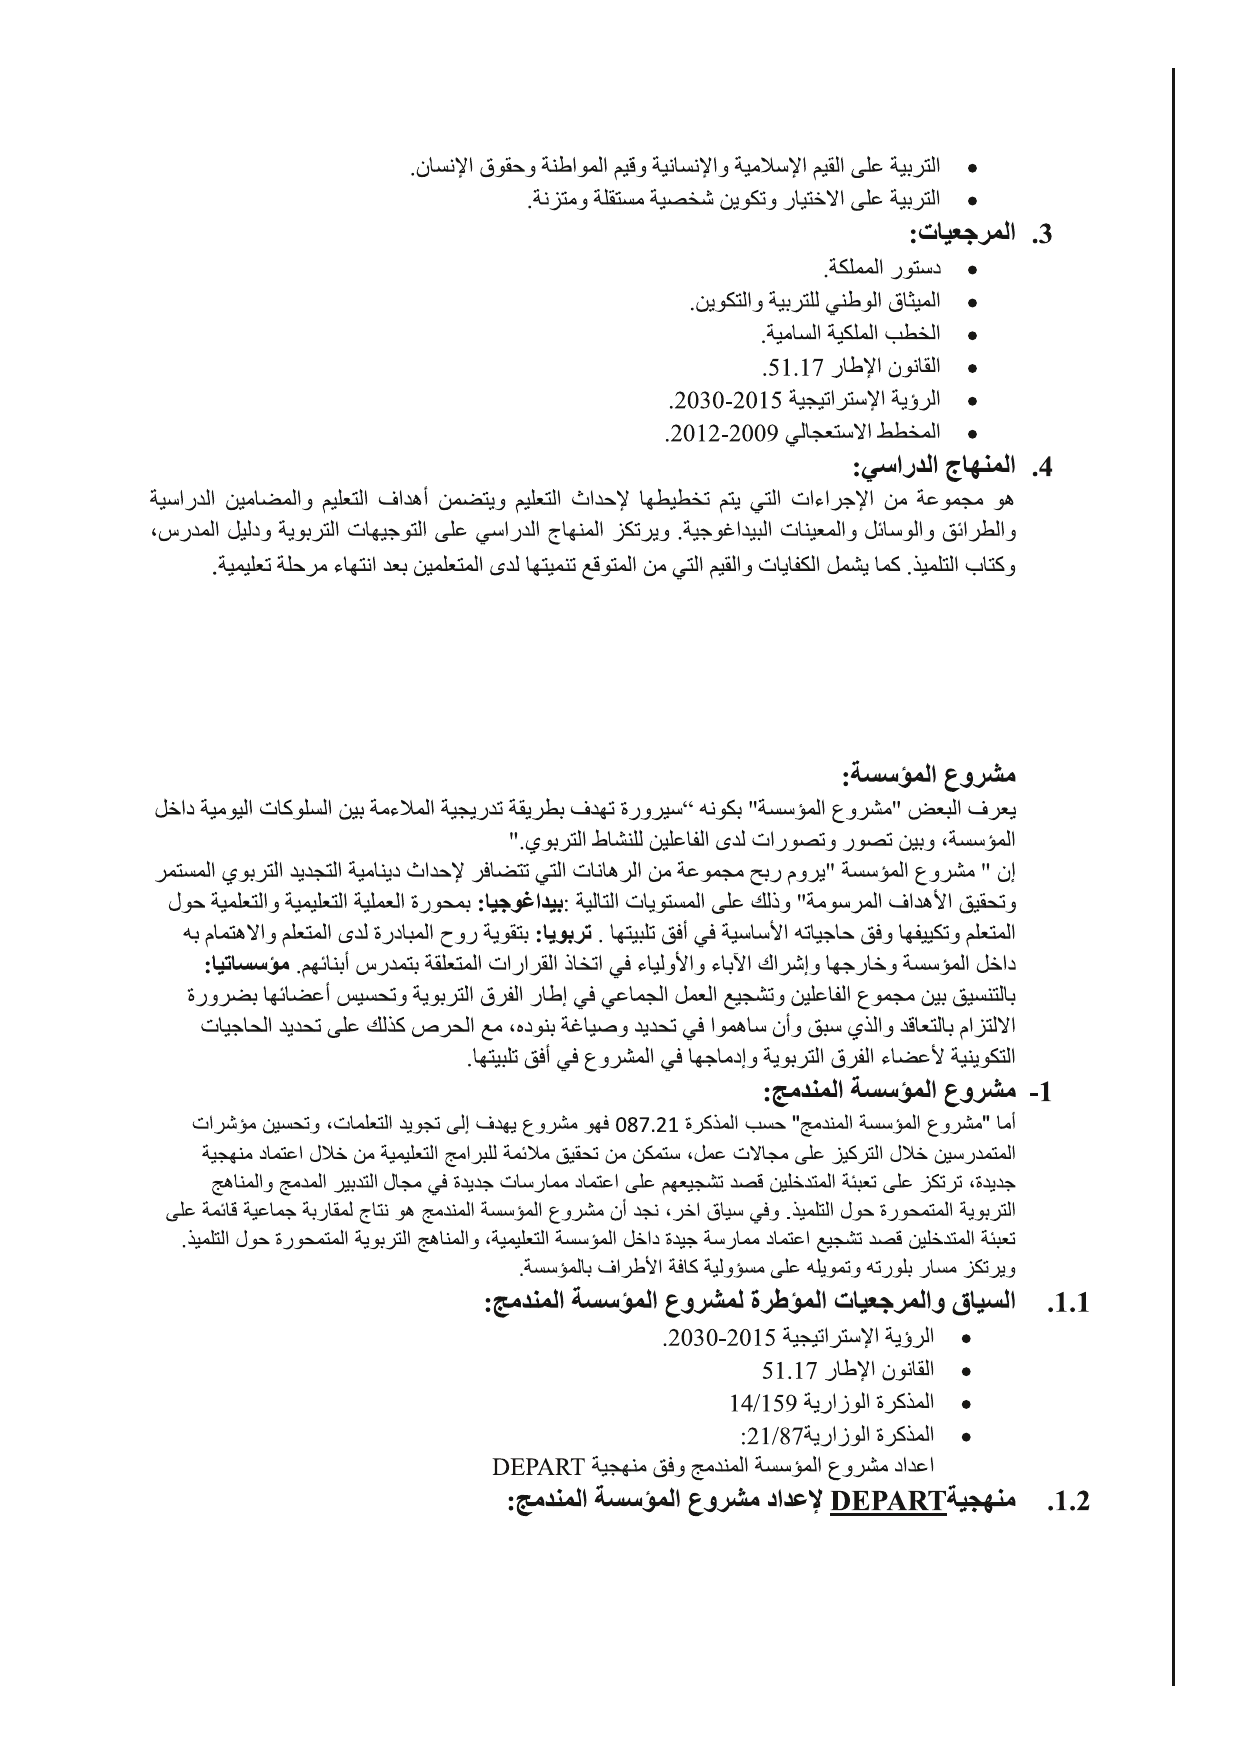 • التربية على القيم الإسلامية والإنسانية وقيم المواطنة وحقوق الإنسان.
• التربية على الاختيار وتكوين شخصية مستقلة ومتزنة.
3. المرجعيات:
• دستور المملكة.
• الميثاق الوطني للتربية والتكوين.
• الخطب الملكية السامية.
• القانون الإطار 51.17.
• الرؤية الإستراتيجية 2015-2030.
• المخطط الاستعجالي 2009-2012.
4. المنهاج الدراسي:
هو مجموعة من الإجراءات التي يتم تخطيطها لإحداث التعليم ويتضمن أهداف التعليم والمضامين الدراسية
والطرائق والوسائل والمعينات البيداغوجية. ويرتكز المنهاج الدراسي على التوجيهات التربوية ودليل المدرس،
وكتاب التلميذ. كما يشمل الكفايات والقيم التي من المتوقع تنميتها لدى المتعلمين بعد انتهاء مرحلة تعليمية.
مشروع المؤسسة:
يعرف البعض "مشروع المؤسسة" بكونه “سيرورة تهدف بطريقة تدريجية الملاءمة بين السلوكات اليومية داخل
المؤسسة، وبين تصور وتصورات لدى الفاعلين للنشاط التربوي."
إن " مشروع المؤسسة "يروم ربح مجموعة من الرهانات التي تتضافر لإحداث دينامية التجديد التربوي المستمر
وتحقيق الأهداف المرسومة" وذلك على المستويات التالية :بيداغوجيا: بمحورة العملية التعليمية والتعلمية حول
المتعلم وتكييفها وفق حاجياته الأساسية في أفق تلبيتها . تربويا: بتقوية روح المبادرة لدى المتعلم والاهتمام به
داخل المؤسسة وخارجها وإشراك الآباء والأولياء في اتخاذ القرارات المتعلقة بتمدرس أبنائهم. مؤسساتيا:
بالتنسيق بين مجموع الفاعلين وتشجيع العمل الجماعي في إطار الفرق التربوية وتحسيس أعضائها بضرورة
الالتزام بالتعاقد والذي سبق وأن ساهموا في تحديد وصياغة بنوده، مع الحرص كذلك على تحديد الحاجيات
التكوينية لأعضاء الفرق التربوية وإدماجها في المشروع في أفق تلبيتها.
1- مشروع المؤسسة المندمج:
أما "مشروع المؤسسة المندمج" حسب المذكرة 087.21 فهو مشروع يهدف إلى تجويد التعلمات، وتحسين مؤشرات
المتمدرسين خلال التركيز على مجالات عمل، ستمكن من تحقيق ملائمة للبرامج التعليمية من خلال اعتماد منهجية
جديدة، ترتكز على تعبئة المتدخلين قصد تشجيعهم على اعتماد ممارسات جديدة في مجال التدبير المدمج والمناهج
التربوية المتمحورة حول التلميذ. وفي سياق اخر، نجد أن مشروع المؤسسة المندمج هو نتاج لمقاربة جماعية قائمة على
تعبئة المتدخلين قصد تشجيع اعتماد ممارسة جيدة داخل المؤسسة التعليمية، والمناهج التربوية المتمحورة حول التلميذ.
ويرتكز مسار بلورته وتمويله على مسؤولية كافة الأطراف بالمؤسسة.
1.1. السياق والمرجعيات المؤطرة لمشروع المؤسسة المندمج:
• الرؤية الإستراتيجية 2015-2030.
• القانون الإطار 51.17
• المذكرة الوزارية 14/159
• المذكرة الوزارية21/87:
اعداد مشروع المؤسسة المندمج وفق منهجية DEPART
1.2. منهجيةDEPART لإعداد مشروع المؤسسة المندمج: